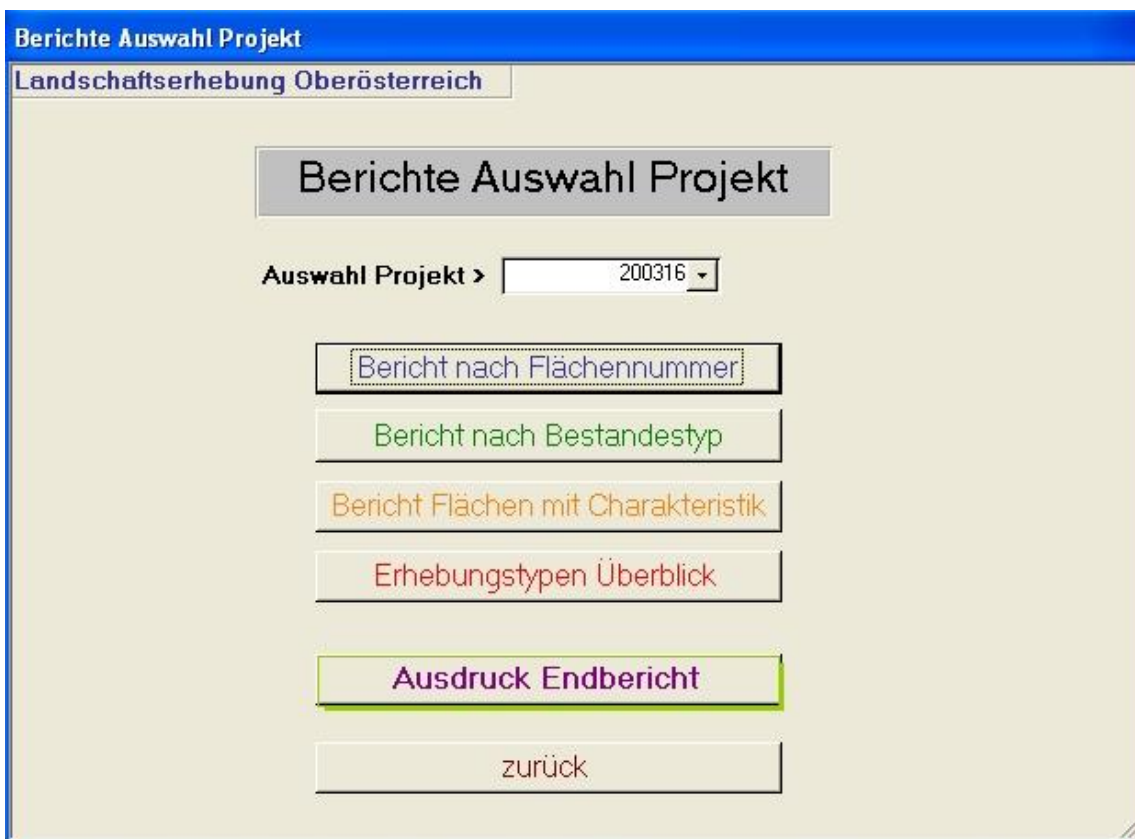 Berichte Auswahl Projekt
Landschaftserhebung Oberösterreich
Berichte Auswahl Projekt
Auswahl Projekt > 200316
Bericht nach Flächennummer
Bericht nach Bestandestyp
Bericht Flächen mit Charakteristik
Erhebungstypen Überblick
Ausdruck Endbericht
zurück